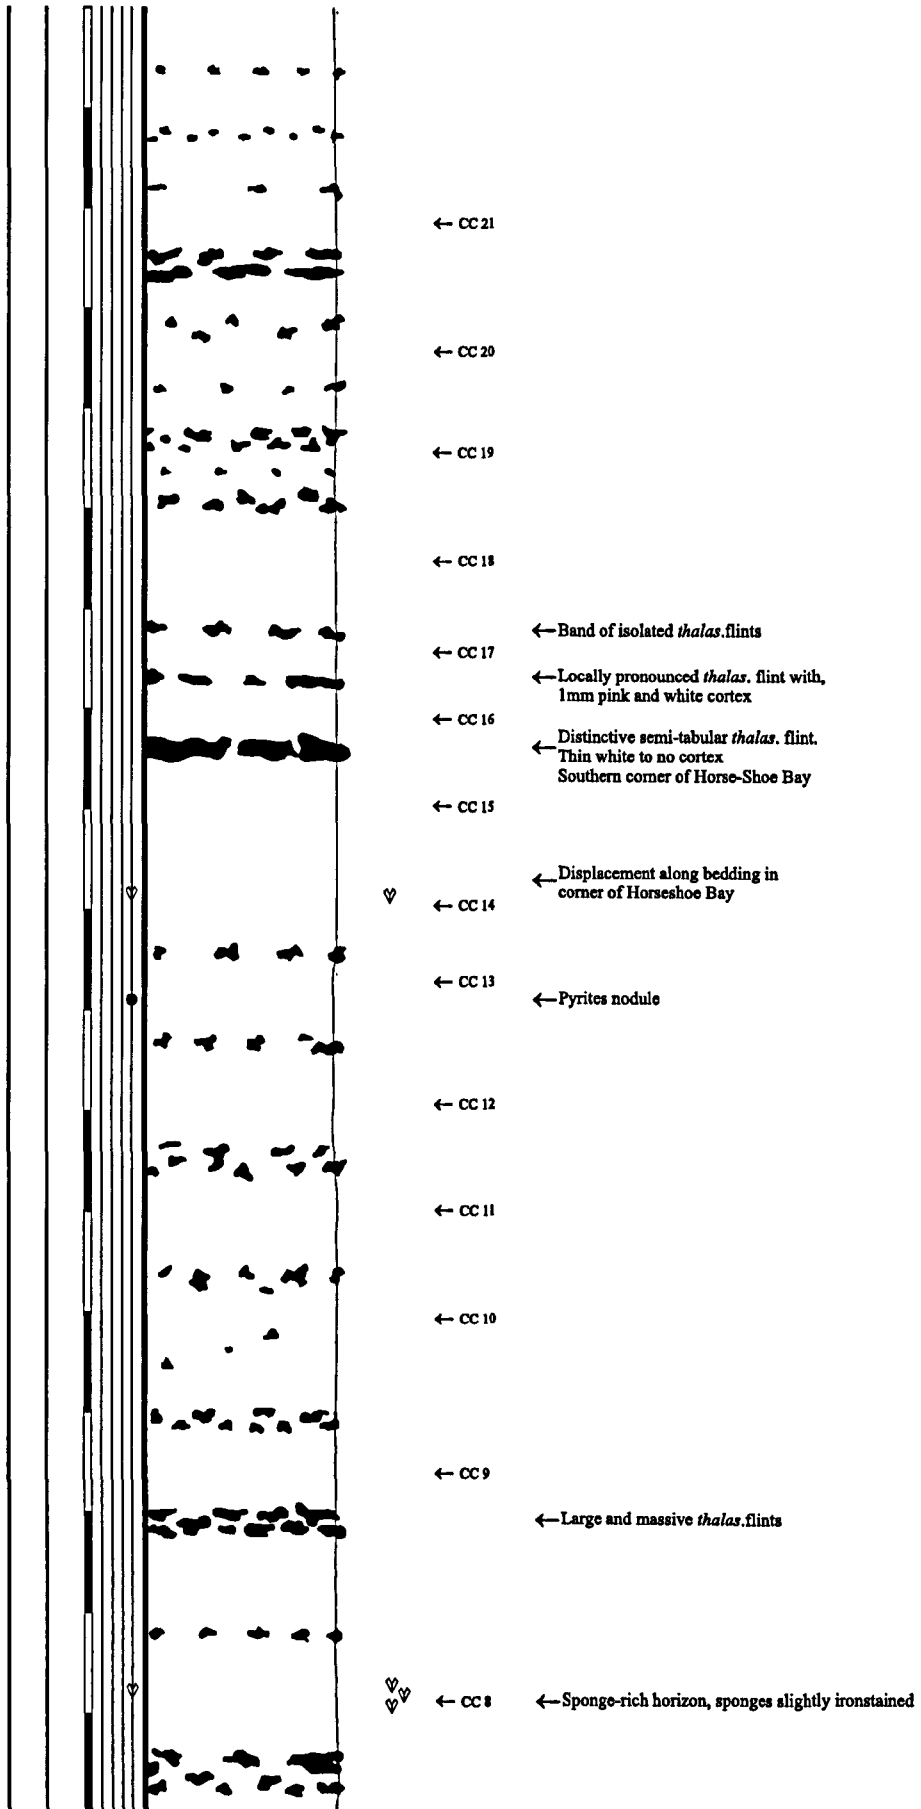 ← CC 21
← CC 20
← CC 19
← CC 18
← Band of isolated thalas.flints
← CC 17
← Locally pronounced thalas. flint with,
1mm pink and white cortex
← CC 16
← Distinctive semi-tabular thalas. flint.
Thin white to no cortex
Southern corner of Horse-Shoe Bay
← CC 15
← Displacement along bedding in
corner of Horseshoe Bay
← CC 14
← CC 13
← Pyrites nodule
← CC 12
← CC 11
← CC 10
← CC 9
← Large and massive thalas.flints
← CC 8 ← Sponge-rich horizon, sponges slightly ironstained